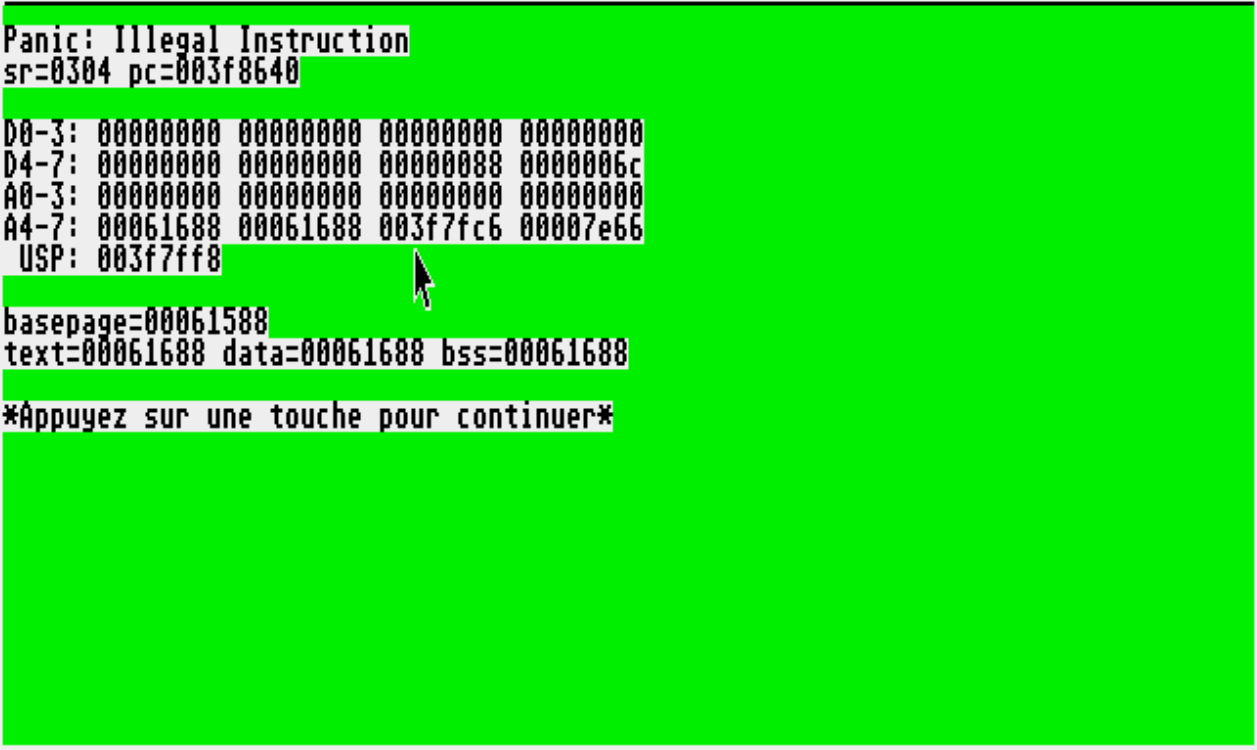 Panic: Illegal Instruction
sr=0304 pc=003f8640
D0-3: 00000000 00000000 00000000 00000000
D4-7: 00000000 00000000 00000088 0000006c
A0-3: 00000000 00000000 00000000 00000000
A4-7: 00061688 00061688 003f7fc6 00007e66
USP: 003f7ff8
basepage=00061588
text=00061688 data=00061688 bss=00061688
*Appuyez sur une touche pour continuer*